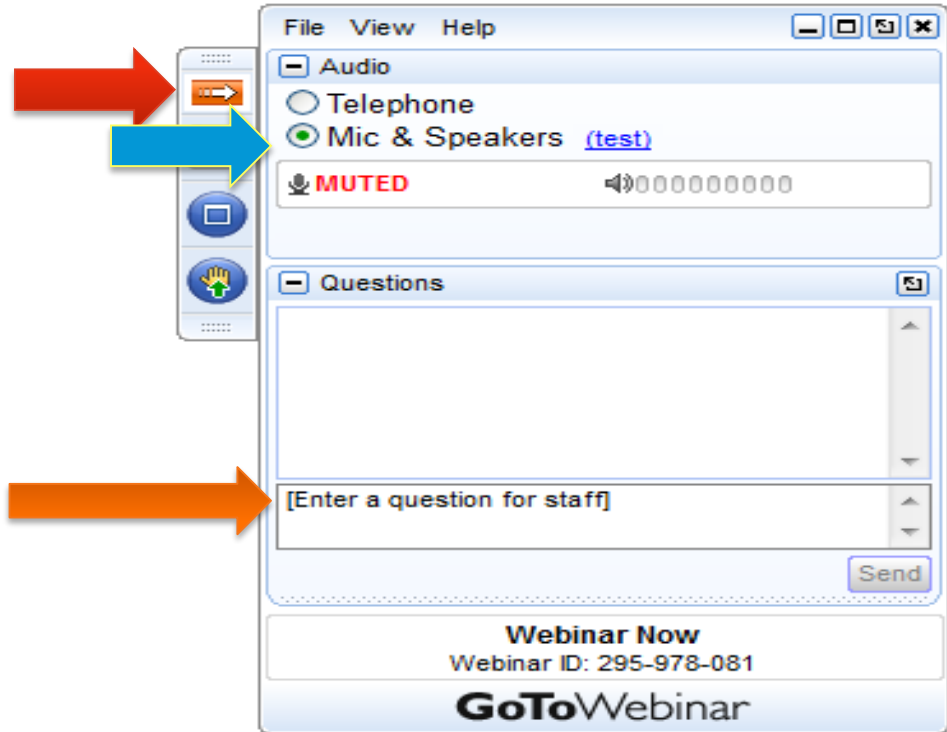 File View Help
Audio
Telephone
Mic & Speakers (test)
MUTED
Questions
[Enter a question for staff]
Send
Webinar Now
Webinar ID: 295-978-081
GoToWebinar